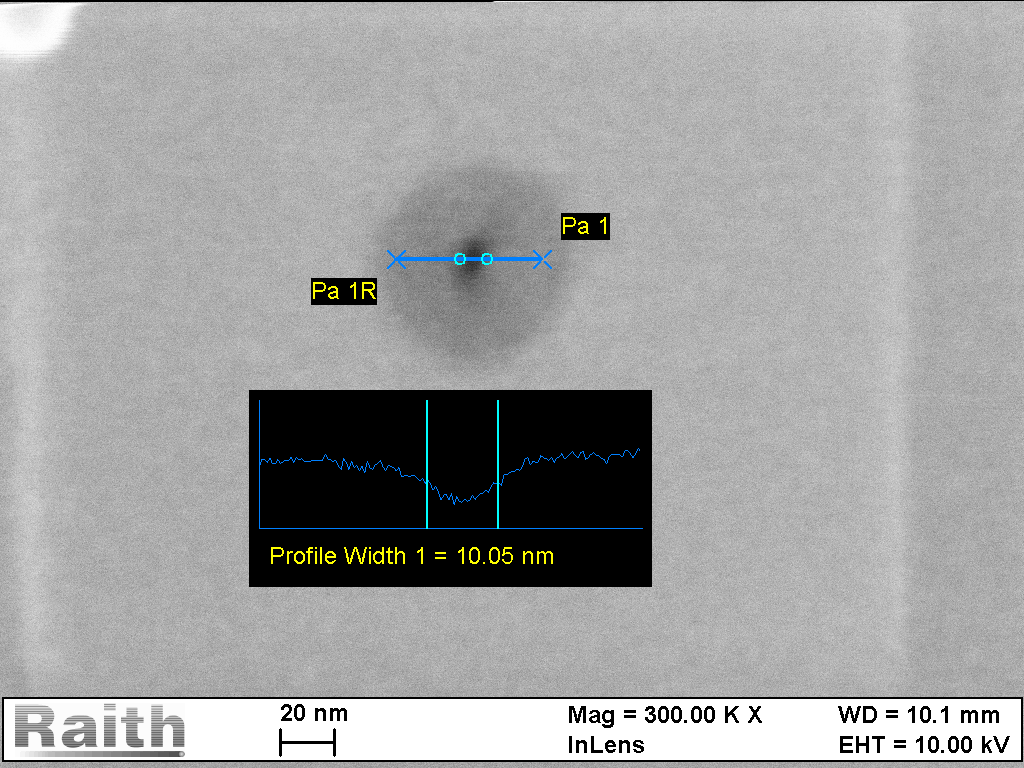 Pa 1
Pa 1R
Profile Width 1 = 10.05 nm
Raith
20 nm
Mag = 300.00 K X
WD = 10.1 mm
InLens
EHT = 10.00 kV